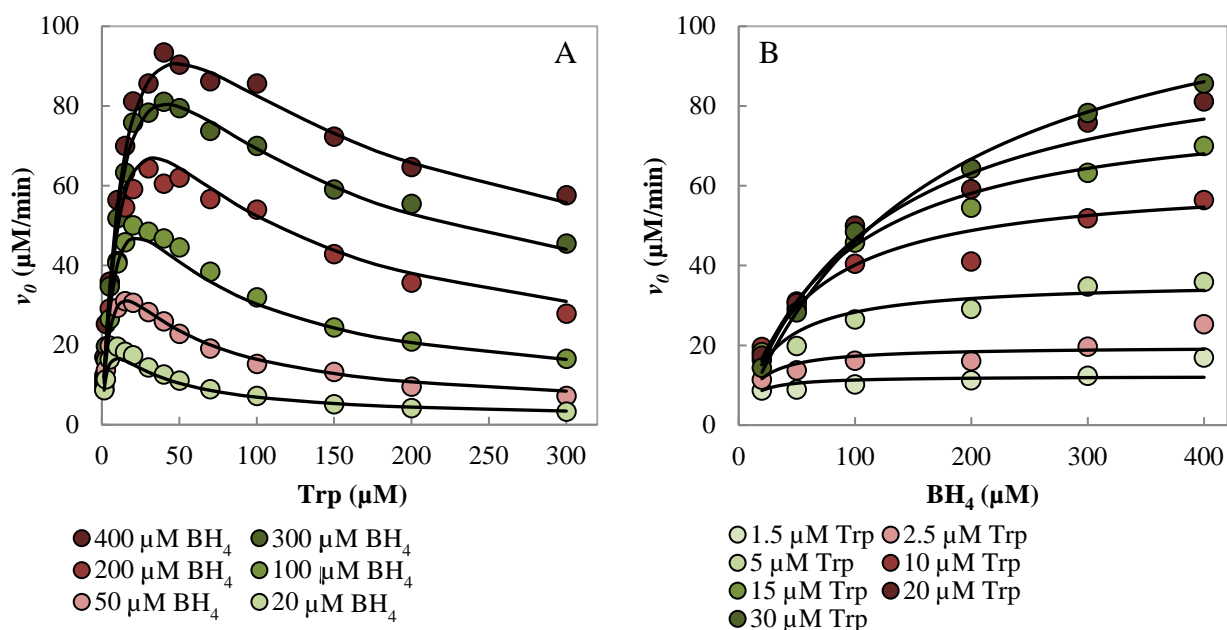 A
100
80
60
40
20
0
v0 (µM/min)
0 50 100 150 200 250 300
Trp (µM)
400 µM BH4 300 µM BH4
200 µM BH4 100 µM BH4
50 µM BH4 20 µM BH4
B
100
80
60
40
20
0
v0 (µM/min)
0 100 200 300 400
BH4 (µM)
1.5 µM Trp 2.5 µM Trp
5 µM Trp 10 µM Trp
15 µM Trp 20 µM Trp
30 µM Trp